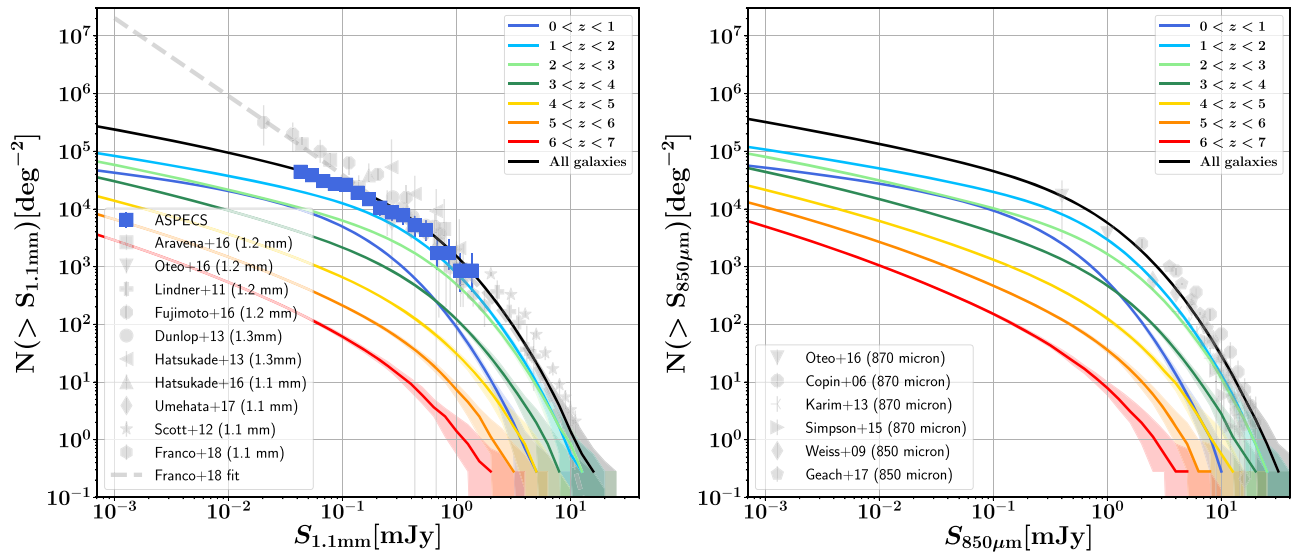 N(> S1.1mm)[deg−2]
10^7
10^6
10^5
10^4
10^3
10^2
10^1
10^0
10^−1
0 < z < 1
1 < z < 2
2 < z < 3
3 < z < 4
4 < z < 5
5 < z < 6
6 < z < 7
All galaxies
ASPECS
Aravena+16 (1.2 mm)
Oteo+16 (1.2 mm)
Lindner+11 (1.2 mm)
Fujimoto+16 (1.2 mm)
Dunlop+13 (1.3mm)
Hatsukade+13 (1.3mm)
Hatsukade+16 (1.1 mm)
Umehata+17 (1.1 mm)
Scott+12 (1.1 mm)
Franco+18 (1.1 mm)
Franco+18 fit
10^−3 10^−2 10^−1 10^0 10^1
S1.1mm[mJy]
N(> S850μm)[deg−2]
10^7
10^6
10^5
10^4
10^3
10^2
10^1
10^0
10^−1
0 < z < 1
1 < z < 2
2 < z < 3
3 < z < 4
4 < z < 5
5 < z < 6
6 < z < 7
All galaxies
Oteo+16 (870 micron)
Copin+06 (870 micron)
Karim+13 (870 micron)
Simpson+15 (870 micron)
Weiss+09 (850 micron)
Geach+17 (850 micron)
10^−3 10^−2 10^−1 10^0 10^1
S850μm[mJy]